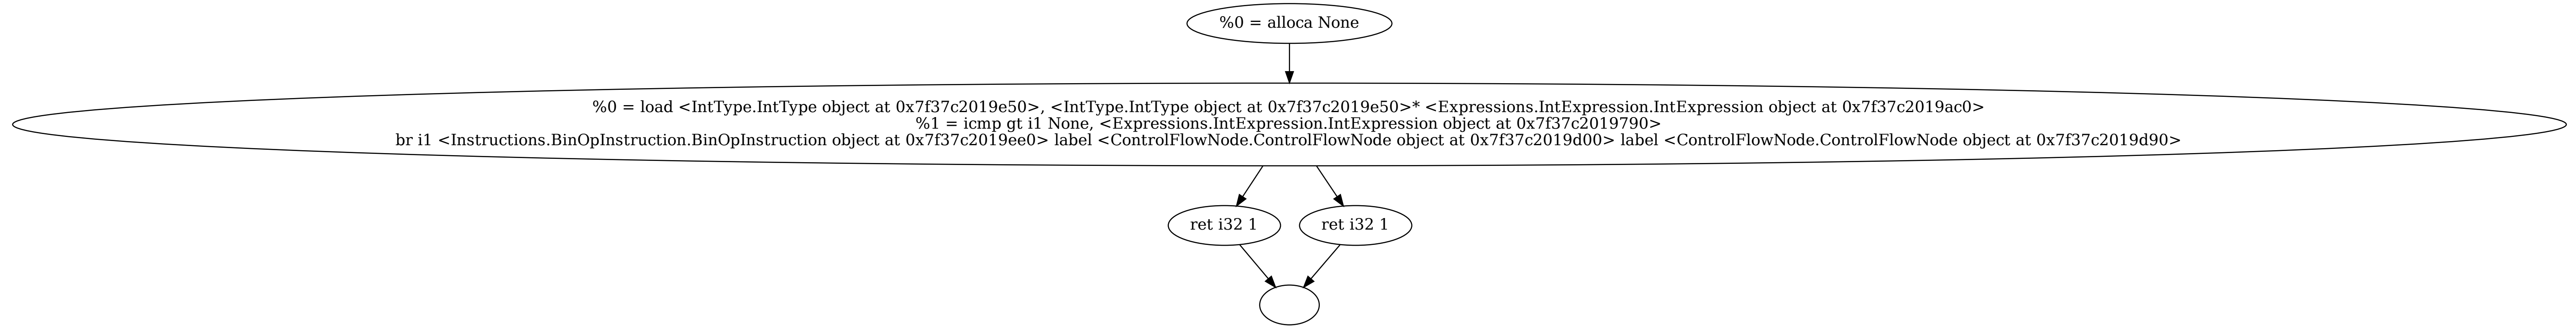 %0 = alloca None
%0 = load <IntType.IntType object at 0x7f37c2019e50>, <IntType.IntType object at 0x7f37c2019e50>* <Expressions.IntExpression.IntExpression object at 0x7f37c2019ac0>
%1 = icmp gt i1 None, <Expressions.IntExpression.IntExpression object at 0x7f37c2019790>
br i1 <Instructions.BinOpInstruction.BinOpInstruction object at 0x7f37c2019ee0> label <ControlFlowNode.ControlFlowNode object at 0x7f37c2019d00> label <ControlFlowNode.ControlFlowNode object at 0x7f37c2019d90>
ret i32 1
ret i32 1